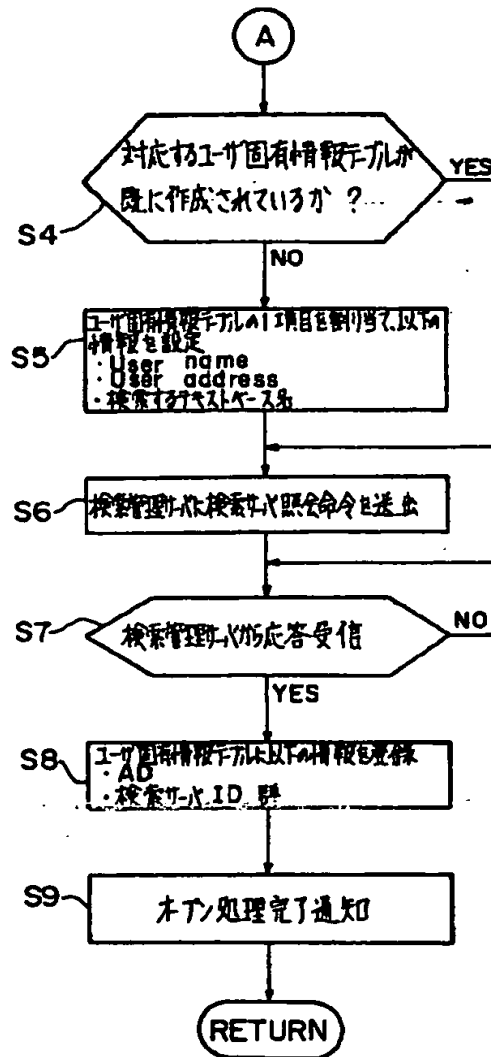 A
対応するユーザ固有情報テーブルが
既に作成されているか ?
YES
S4
NO
ユーザ固有情報テーブルの1項目を割り当て、以下の
情報を設定
S5
・User name
・User address
・検索するテキストベース名
S6
検索管理サーバに検索サーバ照会命令を送出
S7
検索管理サーバから応答受信
NO
YES
ユーザ固有情報テーブルに以下の情報を登録
S8
・AD
・検索サーバ ID 群
S9
オープン処理完了通知
RETURN